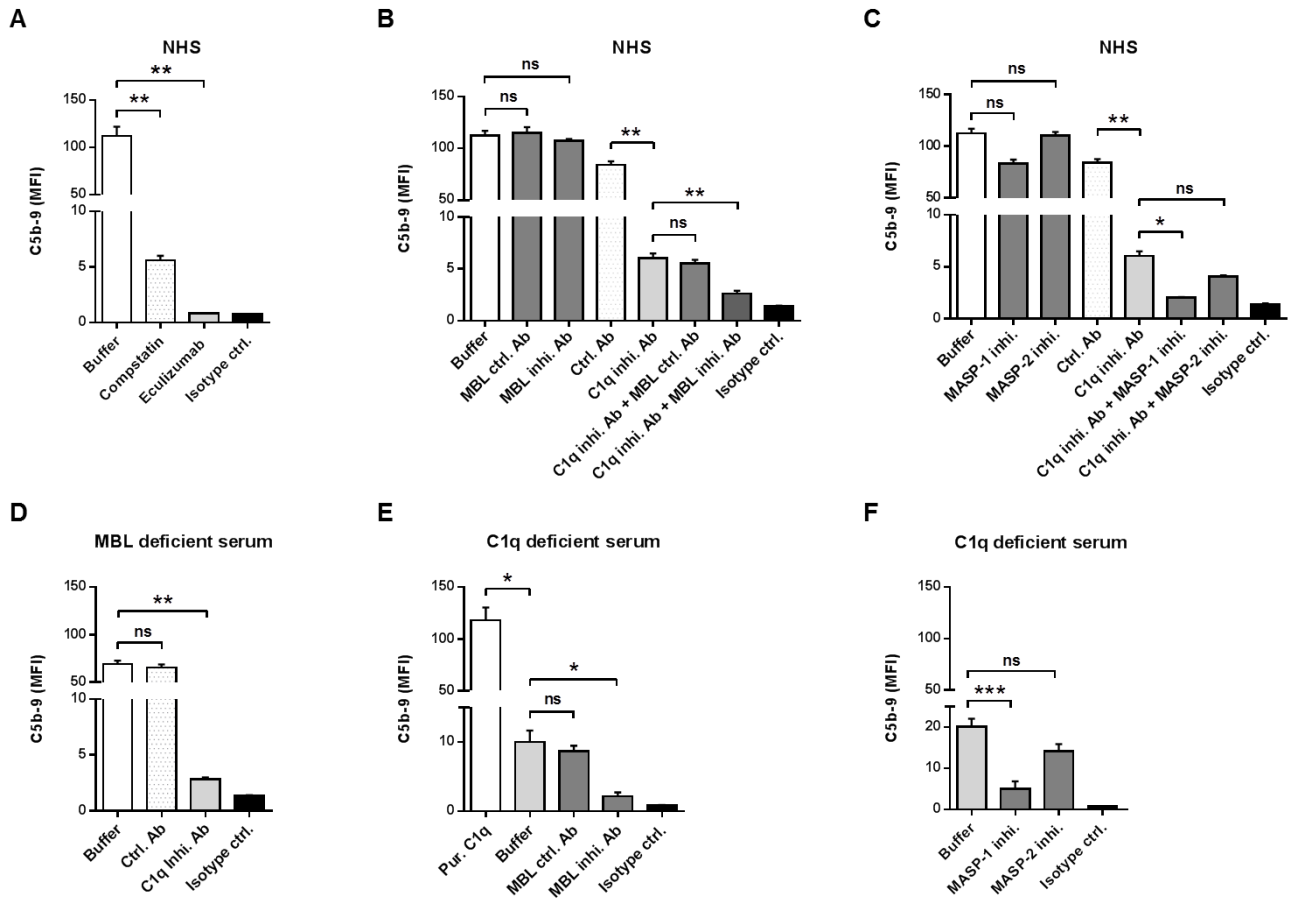 A
NHS
**
**
150
100
50
10
5
0
C5b-9 (MFI)
Buffer
Compstatin
Eculizumab
Isotype ctrl.
B
NHS
ns
ns
**
**
ns
150
100
50
10
5
0
C5b-9 (MFI)
Buffer
MBL ctrl. Ab
MBL inhi. Ab
Ctrl. Ab
C1q inhi. Ab
C1q inhi. Ab + MBL ctrl. Ab
C1q inhi. Ab + MBL inhi. Ab
Isotype ctrl.
C
NHS
ns
ns
**
ns
*
150
100
50
10
5
0
C5b-9 (MFI)
Buffer
MASP-1 inhi.
MASP-2 inhi.
Ctrl. Ab
C1q inhi. Ab
C1q inhi. Ab + MASP-1 inhi.
C1q inhi. Ab + MASP-2 inhi.
Isotype ctrl.
D
MBL deficient serum
**
ns
150
100
50
10
5
0
C5b-9 (MFI)
Buffer
Ctrl. Ab
C1q Inhi. Ab
Isotype ctrl.
E
C1q deficient serum
*
*
ns
150
100
50
10
0
C5b-9 (MFI)
Pur. C1q
Buffer
MBL ctrl. Ab
MBL inhi. Ab
Isotype ctrl.
F
C1q deficient serum
ns
***
150
100
50
20
10
0
C5b-9 (MFI)
Buffer
MASP-1 inhi.
MASP-2 inhi.
Isotype ctrl.